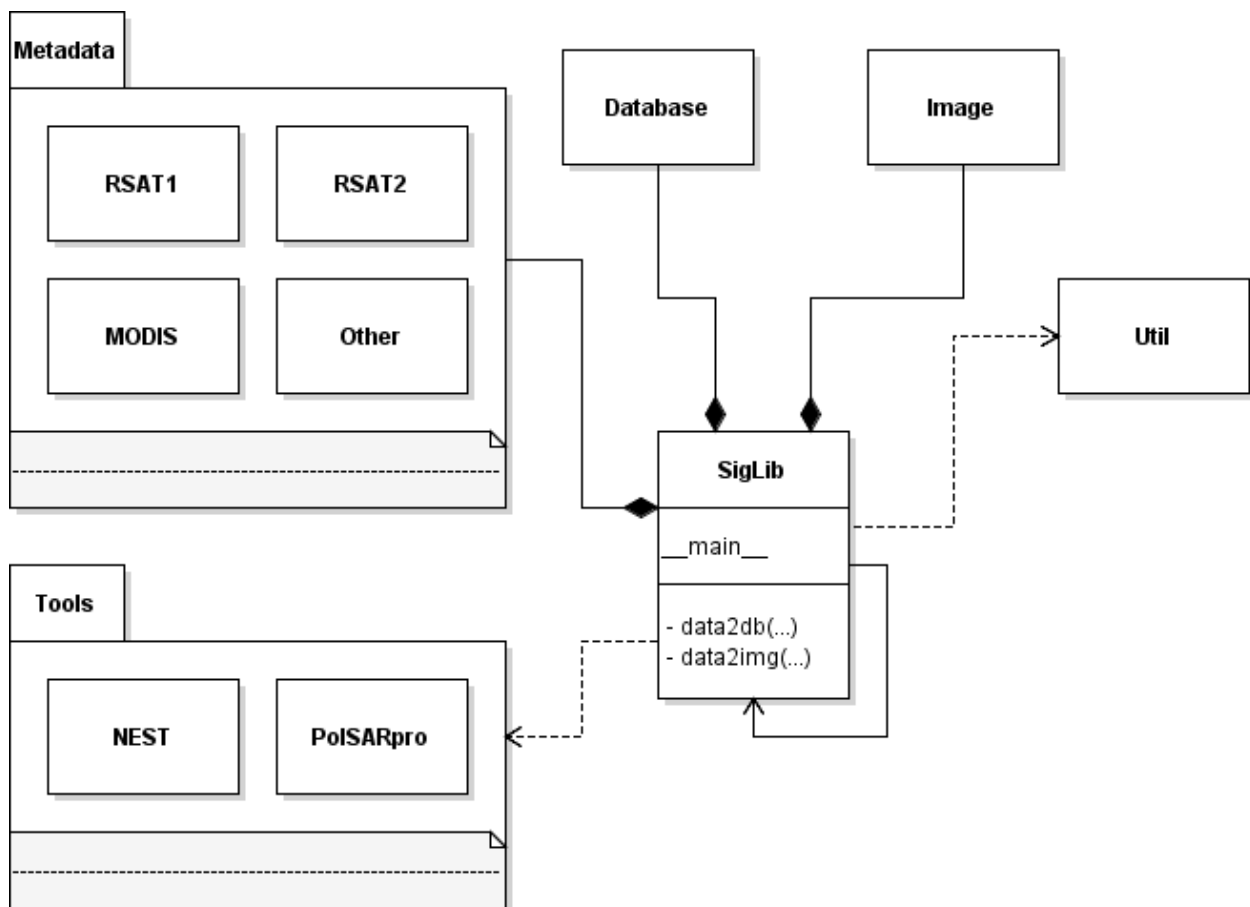 Metadata
RSAT1
RSAT2
MODIS
Other
Database
Image
Util
SigLib
__main__
- data2db(...)
- data2img(...)
Tools
NEST
PolSARpro